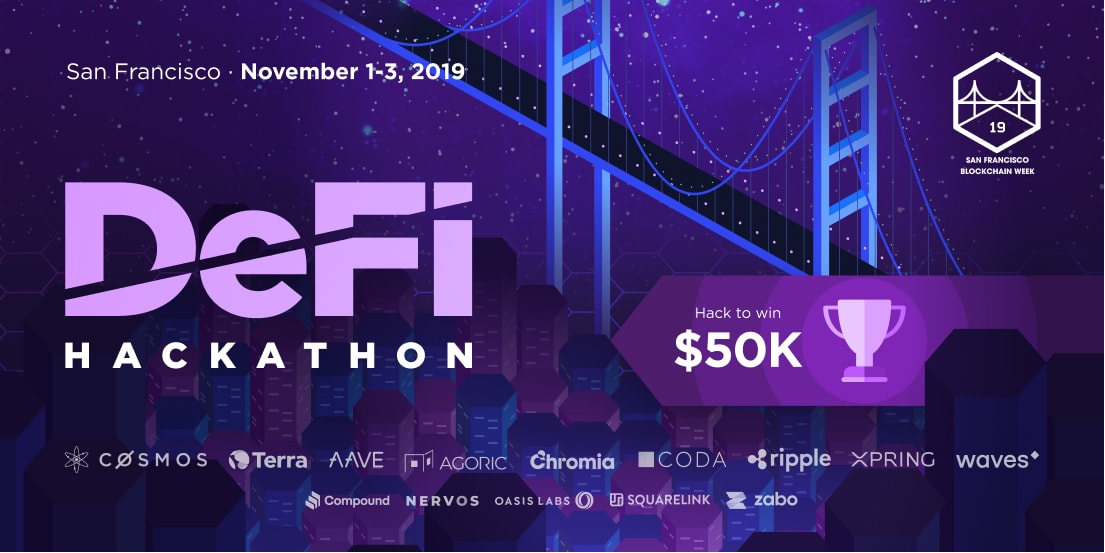 San Francisco · November 1-3, 2019
19
SAN FRANCISCO
BLOCKCHAIN WEEK
DeFi
HACKATHON
Hack to win
$50K
CØSMOS Terra AAVE AGORIC Chromia CODA ripple XPRING waves
Compound NERVOS OASIS LABS SQUARELINK zabo